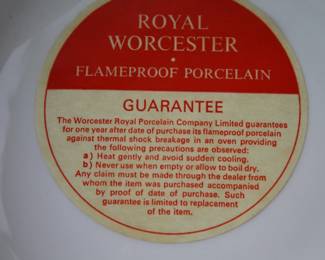 ROYAL
WORCESTER
•
FLAMEPROOF PORCELAIN
GUARANTEE
The Worcester Royal Porcelain Company Limited guarantees
for one year after date of purchase its flameproof porcelain
against thermal shock breakage in an oven providing
the following precautions are observed:
a) Heat gently and avoid sudden cooling.
b) Never use when empty or allow to boil dry.
Any claim must be made through the dealer from
whom the item was purchased accompanied
by proof of date of purchase. Such
guarantee is limited to replacement
of the item.